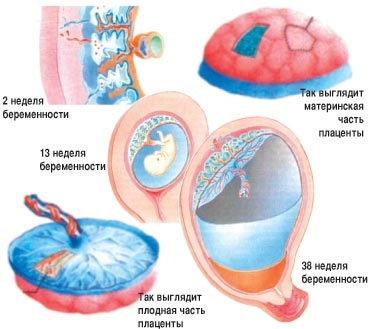 2 неделя
беременности
Так выглядит
материнская
часть
плаценты
13 неделя
беременности
38 неделя
беременности
Так выглядит
плодная часть
плаценты